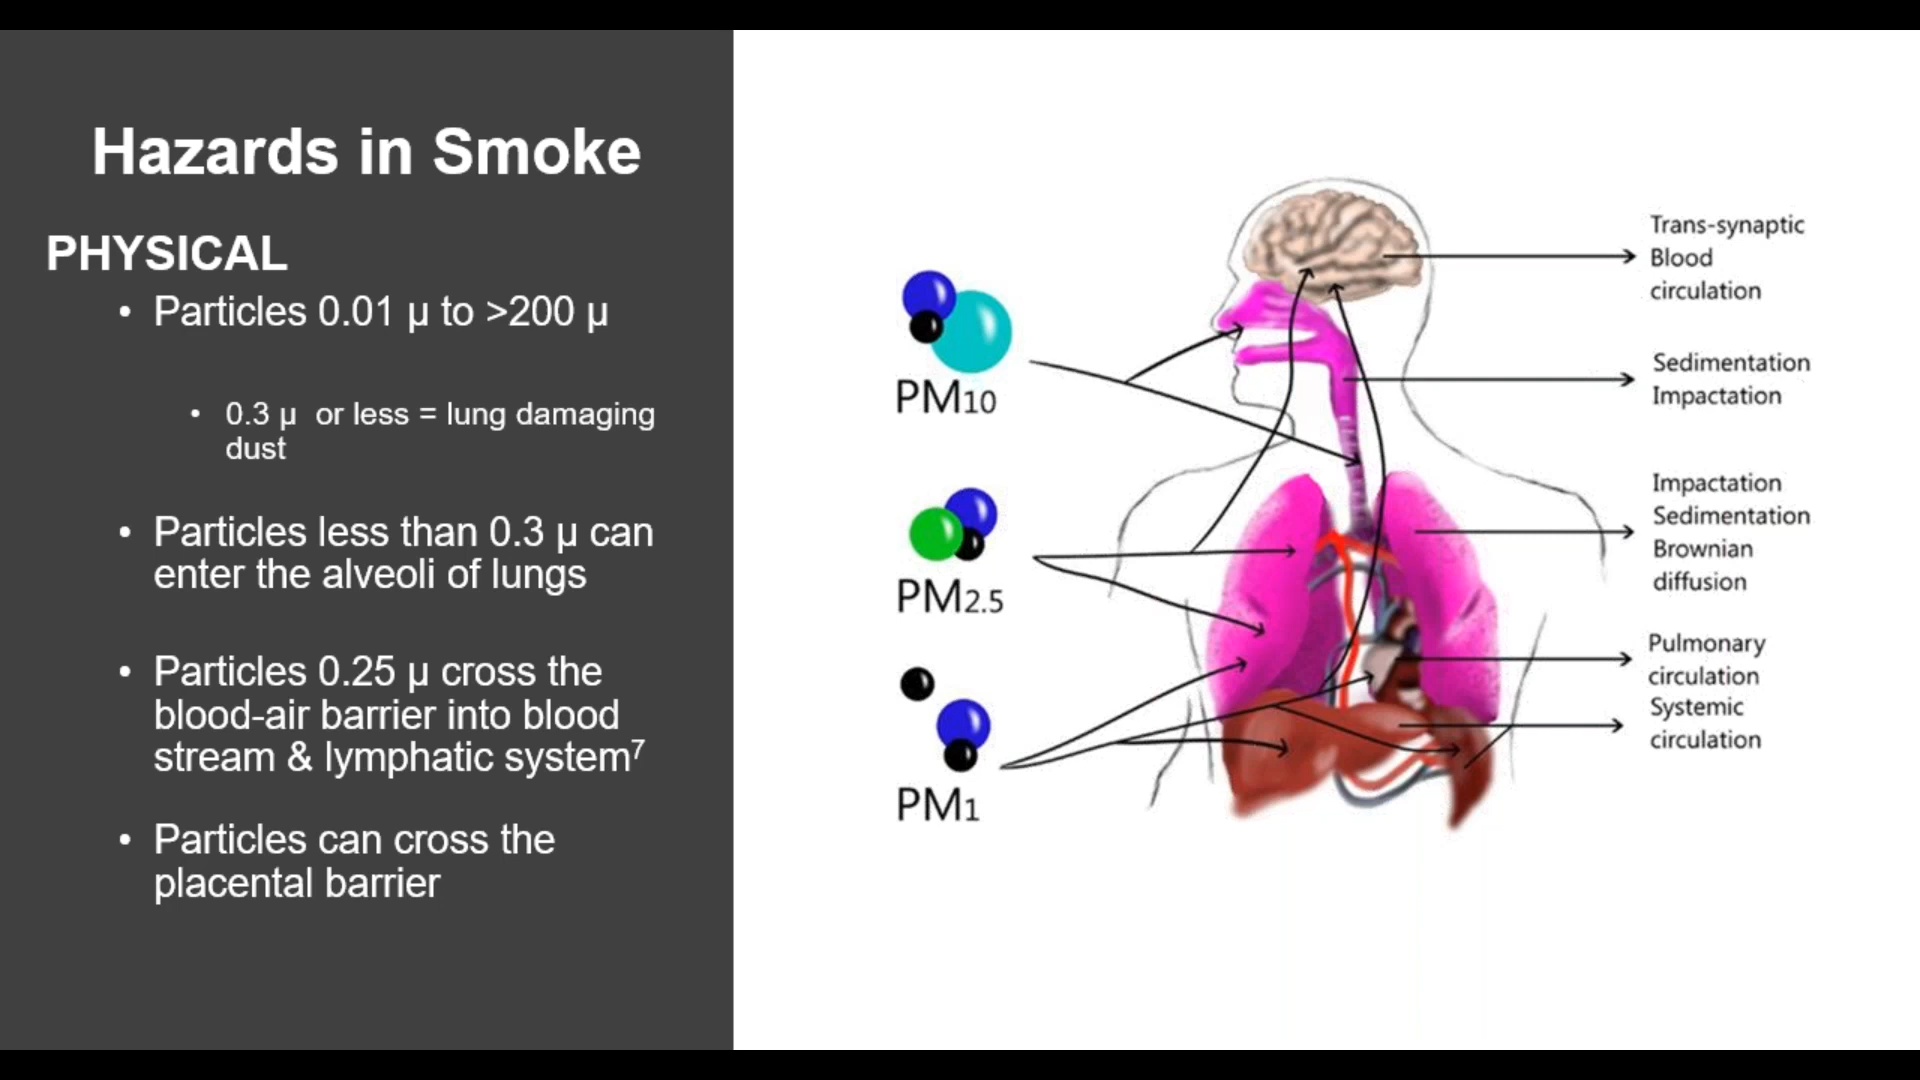 Hazards in Smoke
PHYSICAL
• Particles 0.01 µ to >200 µ
• 0.3 µ  or less = lung damaging
dust
• Particles less than 0.3 µ can
enter the alveoli of lungs
• Particles 0.25 µ cross the
blood-air barrier into blood
stream & lymphatic system⁷
• Particles can cross the
placental barrier
PM10
PM2.5
PM1
Trans-synaptic
Blood
circulation
Sedimentation
Impactation
Impactation
Sedimentation
Brownian
diffusion
Pulmonary
circulation
Systemic
circulation